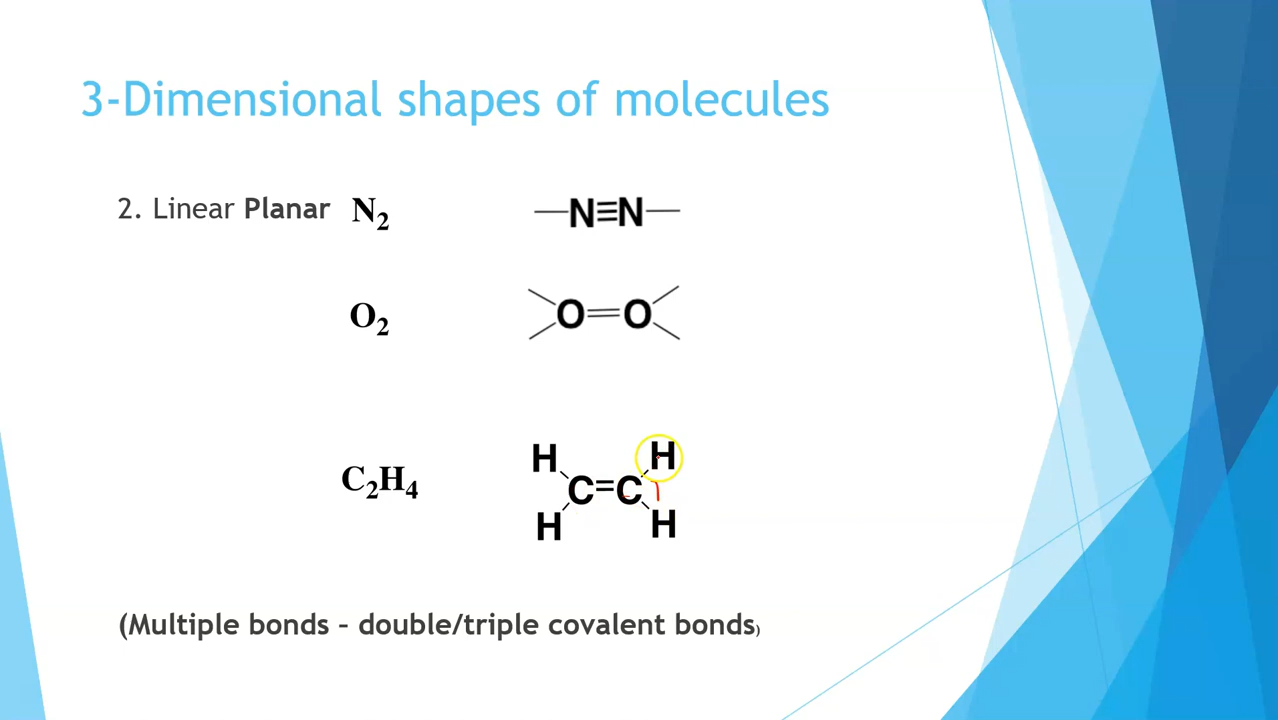 3-Dimensional shapes of molecules
2. Linear Planar N₂ —N≡N—
O₂ O=O
C₂H₄
H H
C=C
H H
(Multiple bonds – double/triple covalent bonds)